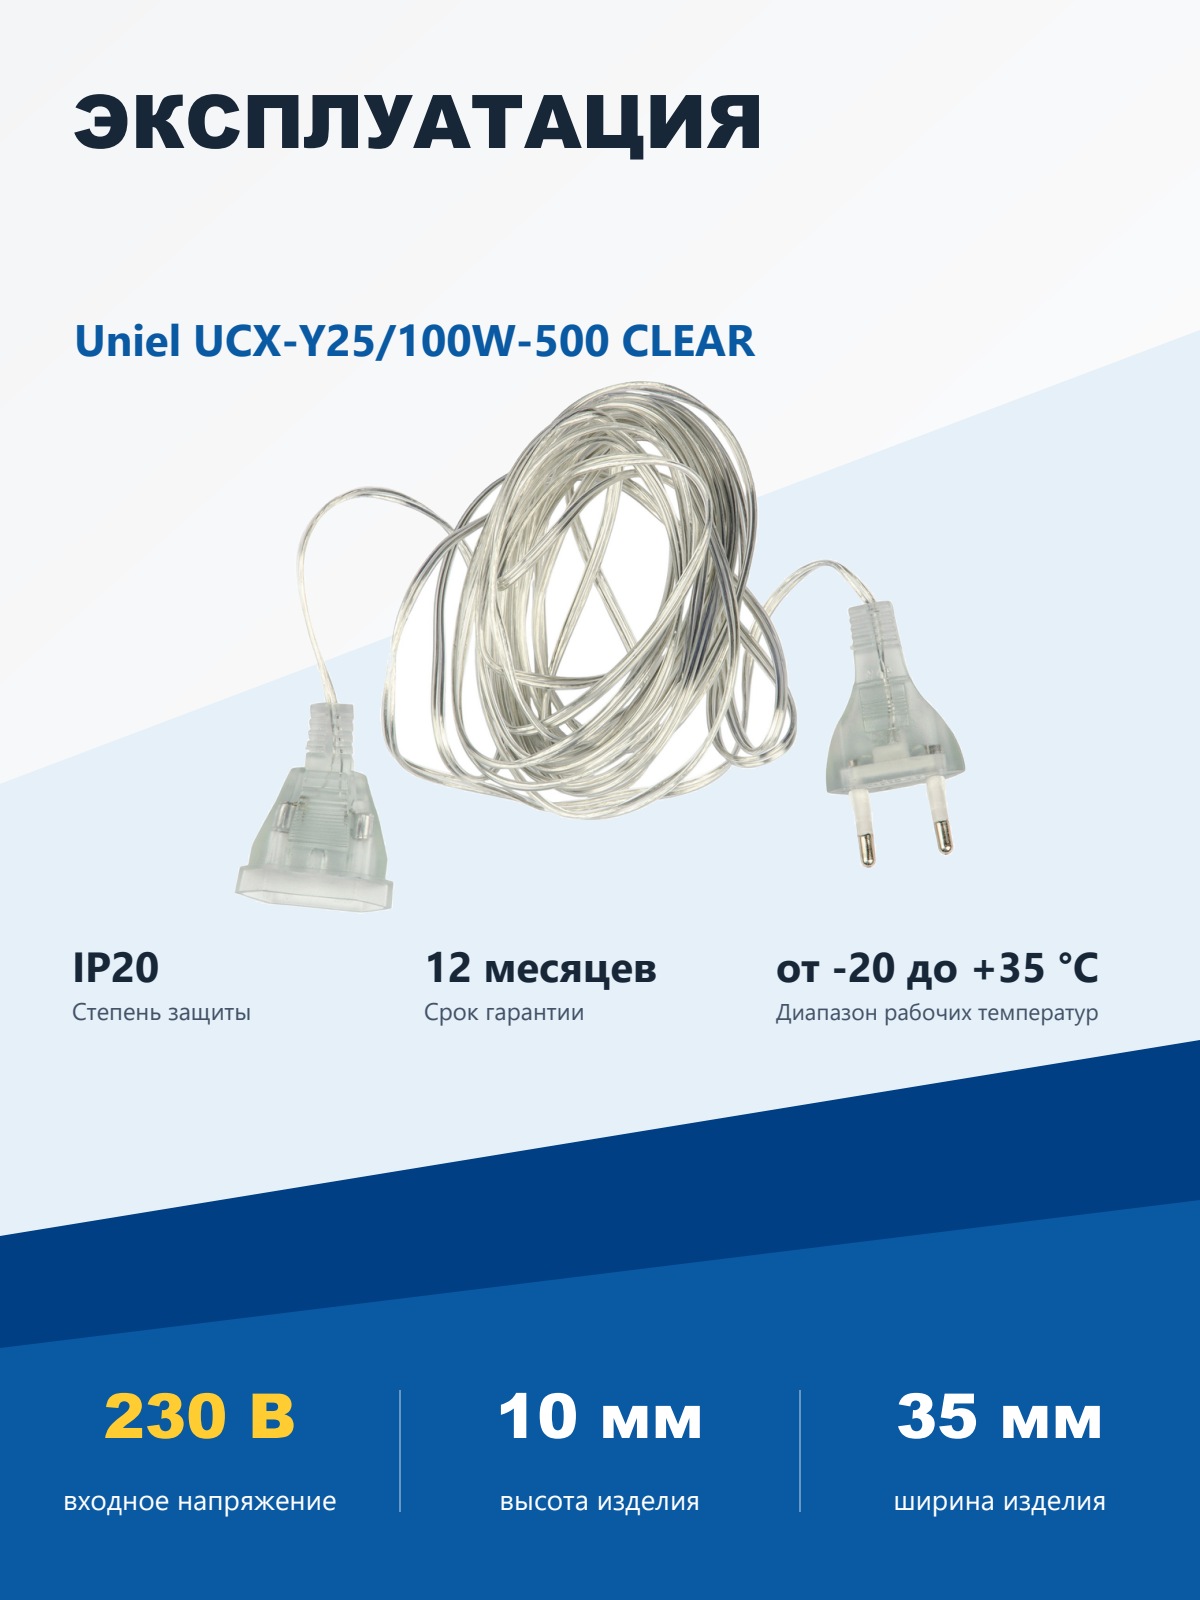 ЭКСПЛУАТАЦИЯ
Uniel UCX-Y25/100W-500 CLEAR
IP20
Степень защиты
12 месяцев
Срок гарантии
от -20 до +35 °C
Диапазон рабочих температур
230 В
входное напряжение
10 мм
высота изделия
35 мм
ширина изделия